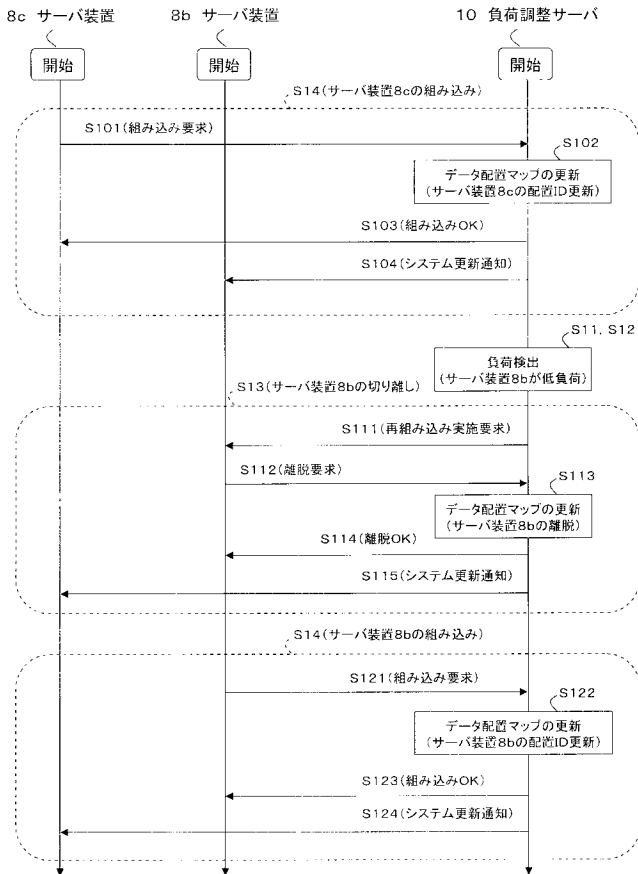 8c サーバ装置
8b サーバ装置
10 負荷調整サーバ
開始
開始
開始
S14(サーバ装置8cの組み込み)
S101(組み込み要求)
S102
データ配置マップの更新
(サーバ装置8cの配置ID更新)
S103(組み込みOK)
S104(システム更新通知)
S11, S12
負荷検出
(サーバ装置8bが低負荷)
S13(サーバ装置8bの切り離し)
S111(再組み込み実施要求)
S112(離脱要求)
S113
データ配置マップの更新
(サーバ装置8bの離脱)
S114(離脱OK)
S115(システム更新通知)
S14(サーバ装置8bの組み込み)
S121(組み込み要求)
S122
データ配置マップの更新
(サーバ装置8bの配置ID更新)
S123(組み込みOK)
S124(システム更新通知)